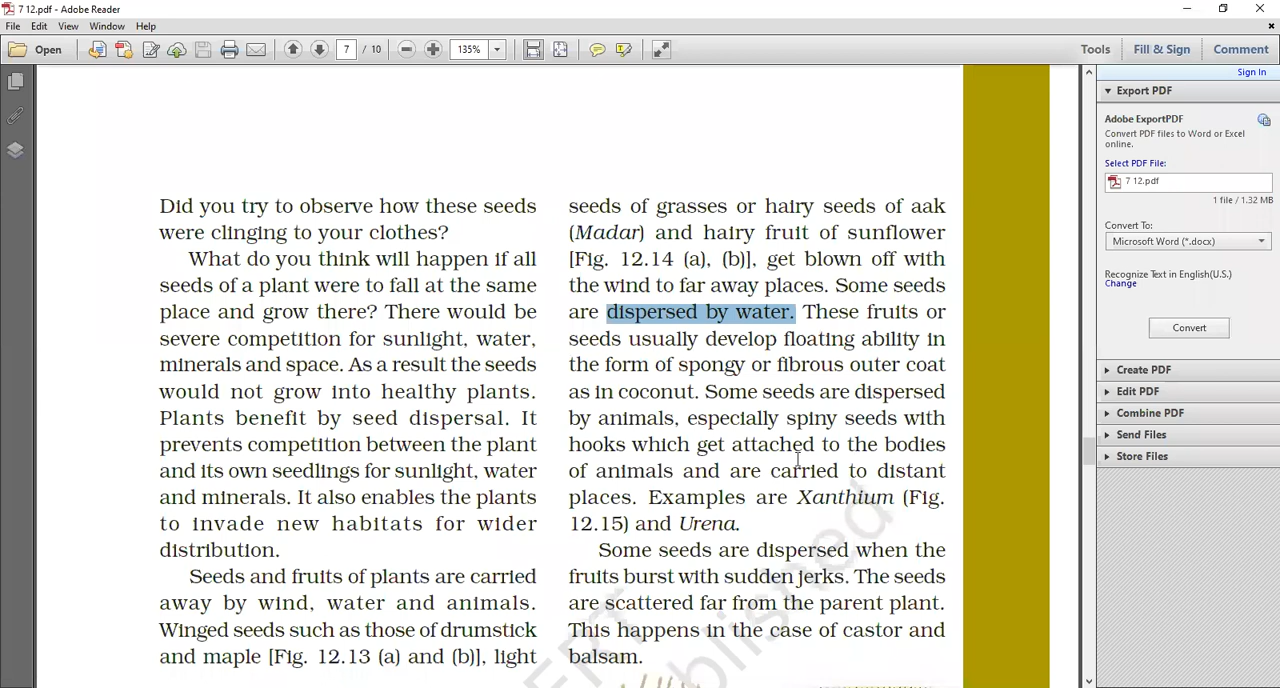 7 12.pdf - Adobe Reader
File Edit View Window Help
Open 7 / 10 135% Tools Fill & Sign Comment
Sign In
Export PDF
Adobe ExportPDF
Convert PDF files to Word or Excel
online.
Select PDF File:
7 12.pdf
1 file / 1.32 MB
Convert To:
Microsoft Word (*.docx)
Recognize Text in English(U.S.)
Change
Convert
Create PDF
Edit PDF
Combine PDF
Send Files
Store Files
Did you try to observe how these seeds
were clinging to your clothes?
What do you think will happen if all
seeds of a plant were to fall at the same
place and grow there? There would be
severe competition for sunlight, water,
minerals and space. As a result the seeds
would not grow into healthy plants.
Plants benefit by seed dispersal. It
prevents competition between the plant
and its own seedlings for sunlight, water
and minerals. It also enables the plants
to invade new habitats for wider
distribution.
Seeds and fruits of plants are carried
away by wind, water and animals.
Winged seeds such as those of drumstick
and maple [Fig. 12.13 (a) and (b)], light
seeds of grasses or hairy seeds of aak
(Madar) and hairy fruit of sunflower
[Fig. 12.14 (a), (b)], get blown off with
the wind to far away places. Some seeds
are dispersed by water. These fruits or
seeds usually develop floating ability in
the form of spongy or fibrous outer coat
as in coconut. Some seeds are dispersed
by animals, especially spiny seeds with
hooks which get attached to the bodies
of animals and are carried to distant
places. Examples are Xanthium (Fig.
12.15) and Urena.
Some seeds are dispersed when the
fruits burst with sudden jerks. The seeds
are scattered far from the parent plant.
This happens in the case of castor and
balsam.